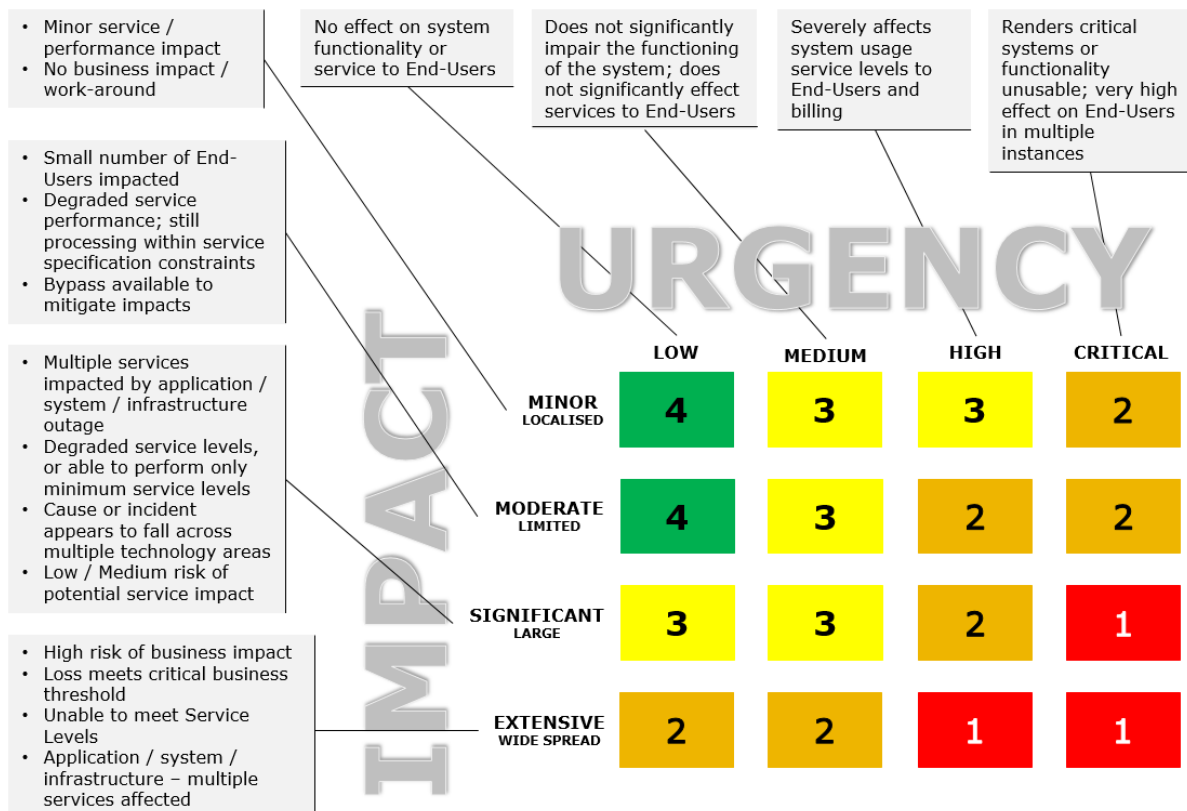 • Minor service /
performance impact
• No business impact /
work-around
No effect on system
functionality or
service to End-Users
Does not significantly
impair the functioning
of the system; does
not significantly effect
services to End-Users
Severely affects
system usage
service levels to
End-Users and
billing
Renders critical
systems or
functionality
unusable; very high
effect on End-Users
in multiple
instances
• Small number of End-
Users impacted
• Degraded service
performance; still
processing within service
specification constraints
• Bypass available to
mitigate impacts
• Multiple services
impacted by application /
system / infrastructure
outage
• Degraded service levels,
or able to perform only
minimum service levels
• Cause or incident
appears to fall across
multiple technology areas
• Low / Medium risk of
potential service impact
• High risk of business impact
• Loss meets critical business
threshold
• Unable to meet Service
Levels
• Application / system /
infrastructure – multiple
services affected
URGENCY
IMPACT
LOW MEDIUM HIGH CRITICAL
MINOR
LOCALISED
4 3 3 2
MODERATE
LIMITED
4 3 2 2
SIGNIFICANT
LARGE
3 3 2 1
EXTENSIVE
WIDE SPREAD
2 2 1 1